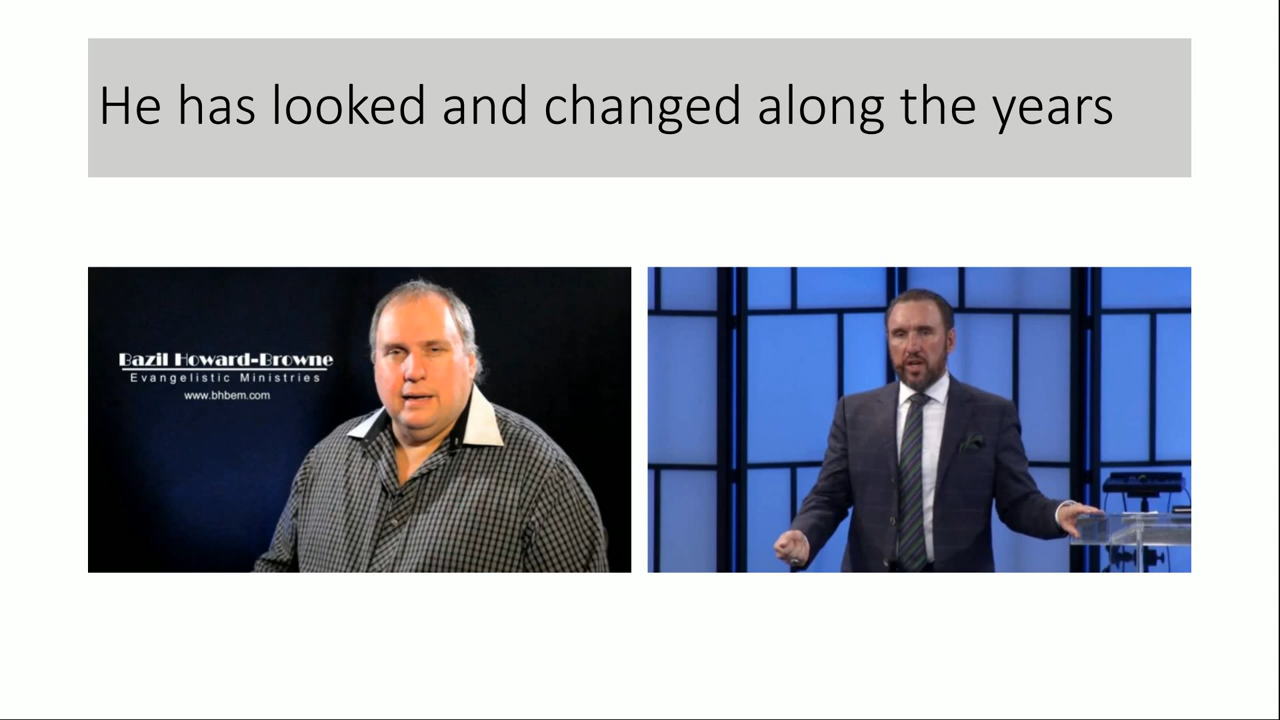 He has looked and changed along the years
Bazil Howard-Browne
Evangelistic Ministries
www.bhbem.com